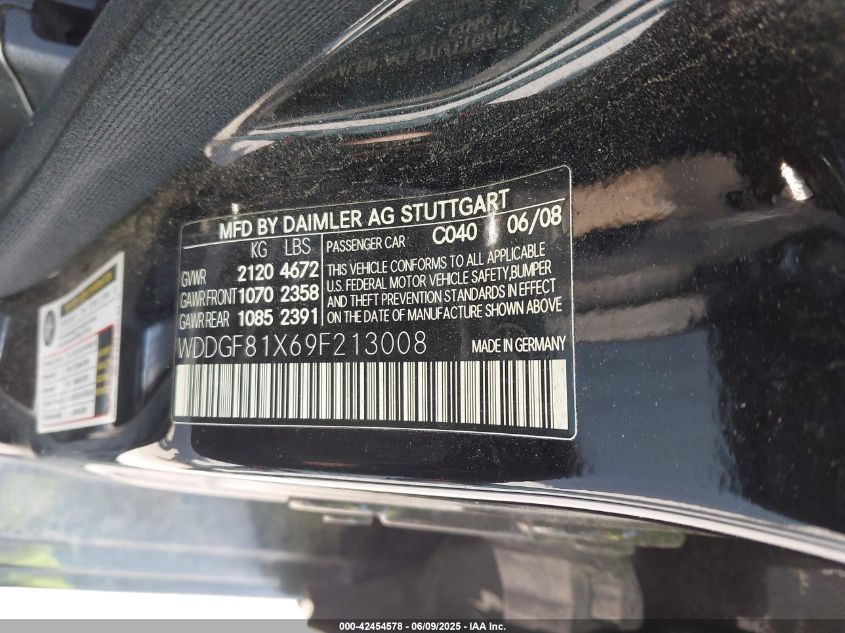 MFD BY DAIMLER AG STUTTGART
KG LBS
GVWR 2120 4672
GAWR FRONT 1070 2358
GAWR REAR 1085 2391
PASSENGER CAR C040 06/08
THIS VEHICLE CONFORMS TO ALL APPLICABLE
U.S. FEDERAL MOTOR VEHICLE SAFETY,BUMPER
AND THEFT PREVENTION STANDARDS IN EFFECT
ON THE DATE OF MANUFACTURE SHOWN ABOVE
WDDGF81X69F213008 MADE IN GERMANY
000-42454578 - 06/09/2025 - IAA Inc.